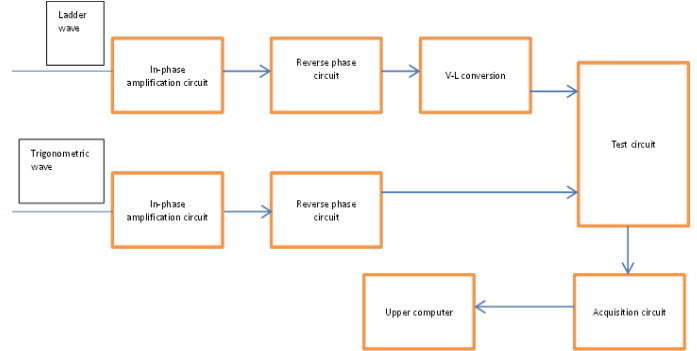 Ladder
wave
In-phase
amplification circuit
Reverse phase
circuit
V-L conversion
Test circuit
Trigonometric
wave
In-phase
amplification circuit
Reverse phase
circuit
Upper computer
Acquisition circuit